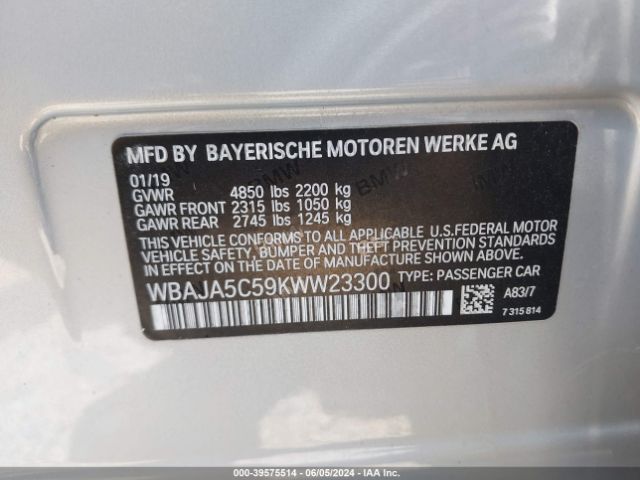 MFD BY BAYERISCHE MOTOREN WERKE AG
01/19
GVWR 4850 lbs 2200 kg
GAWR FRONT 2315 lbs 1050 kg
GAWR REAR 2745 lbs 1245 kg
THIS VEHICLE CONFORMS TO ALL APPLICABLE U.S.FEDERAL MOTOR
VEHICLE SAFETY, BUMPER AND THEFT PREVENTION STANDARDS
IN EFFECT ON THE DATE OF MANUFACTURE SHOWN ABOVE.
WBAJA5C59KWW23300 TYPE: PASSENGER CAR
A83/7
7 315 814
000-39575514 - 06/05/2024 - IAA Inc.